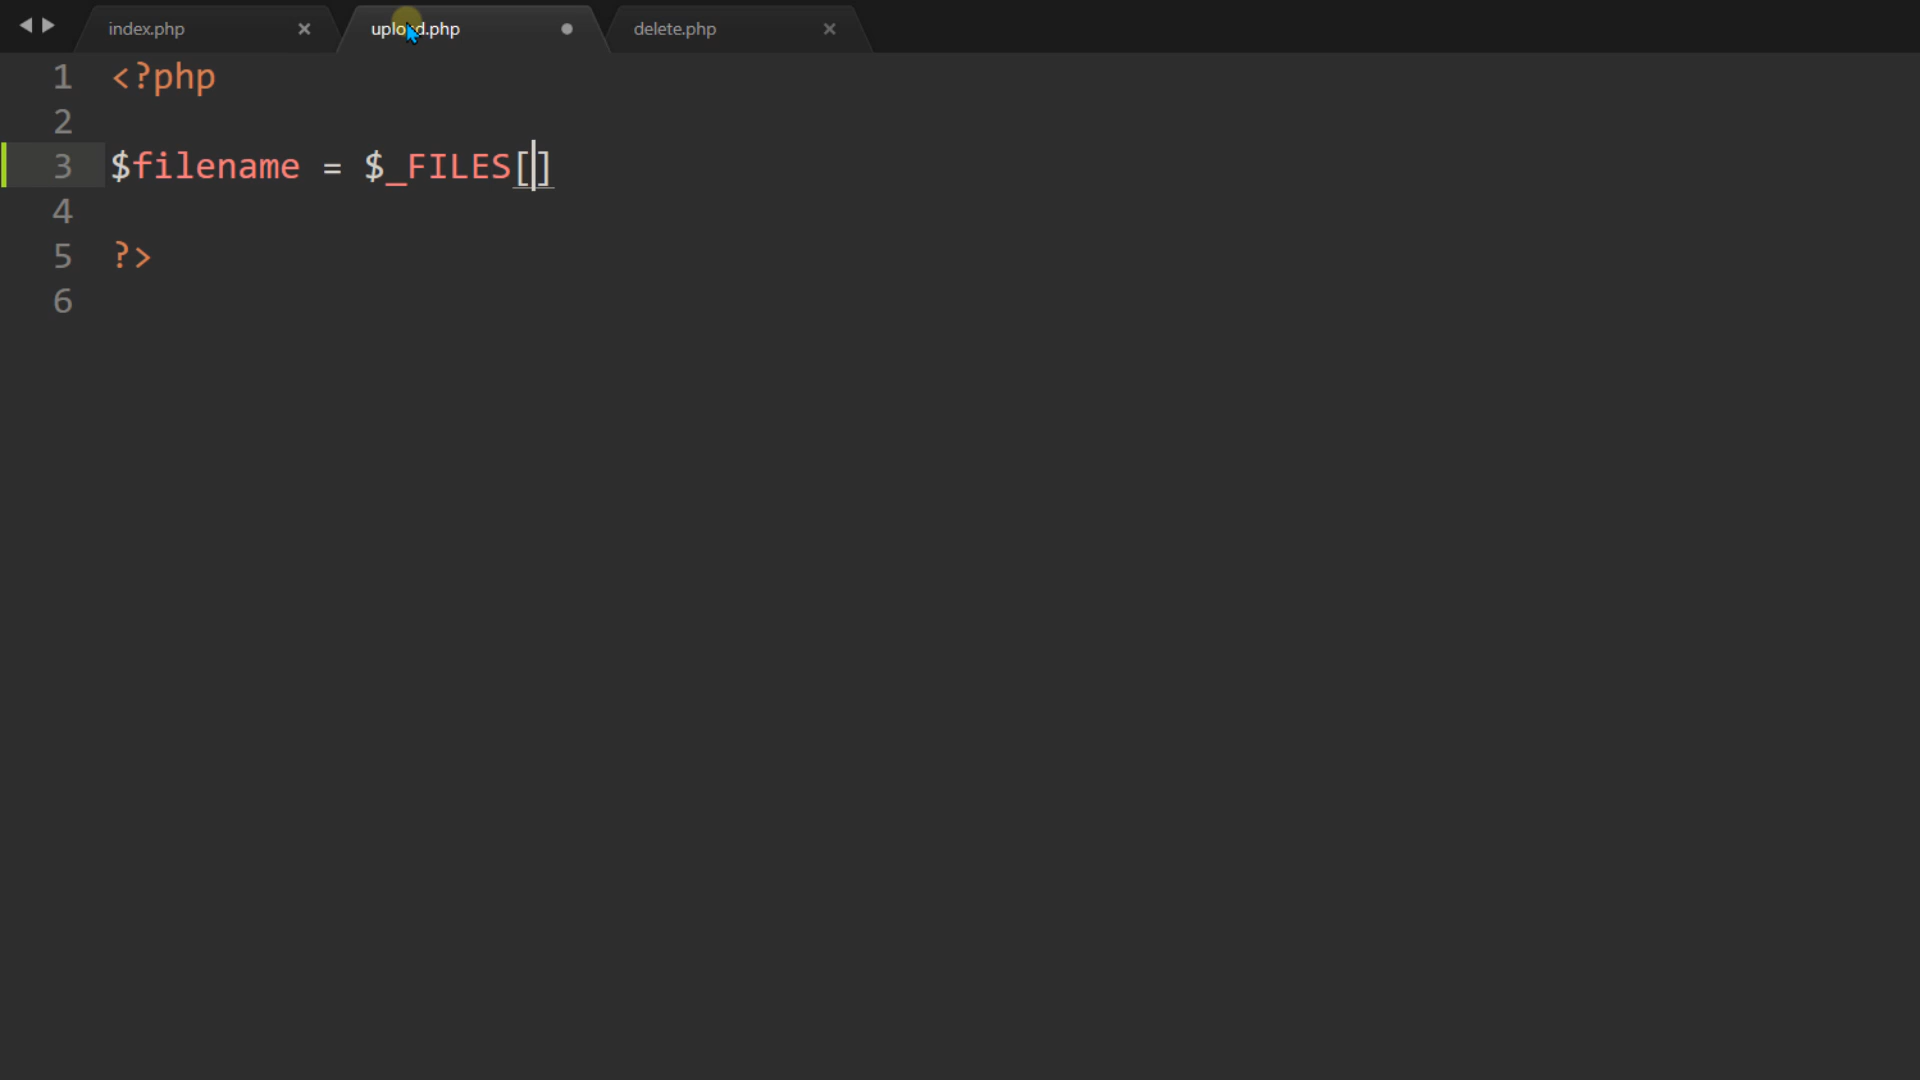 index.php upload.php delete.php
1 <?php
2
3 $filename = $_FILES[]
4
5 ?>
6